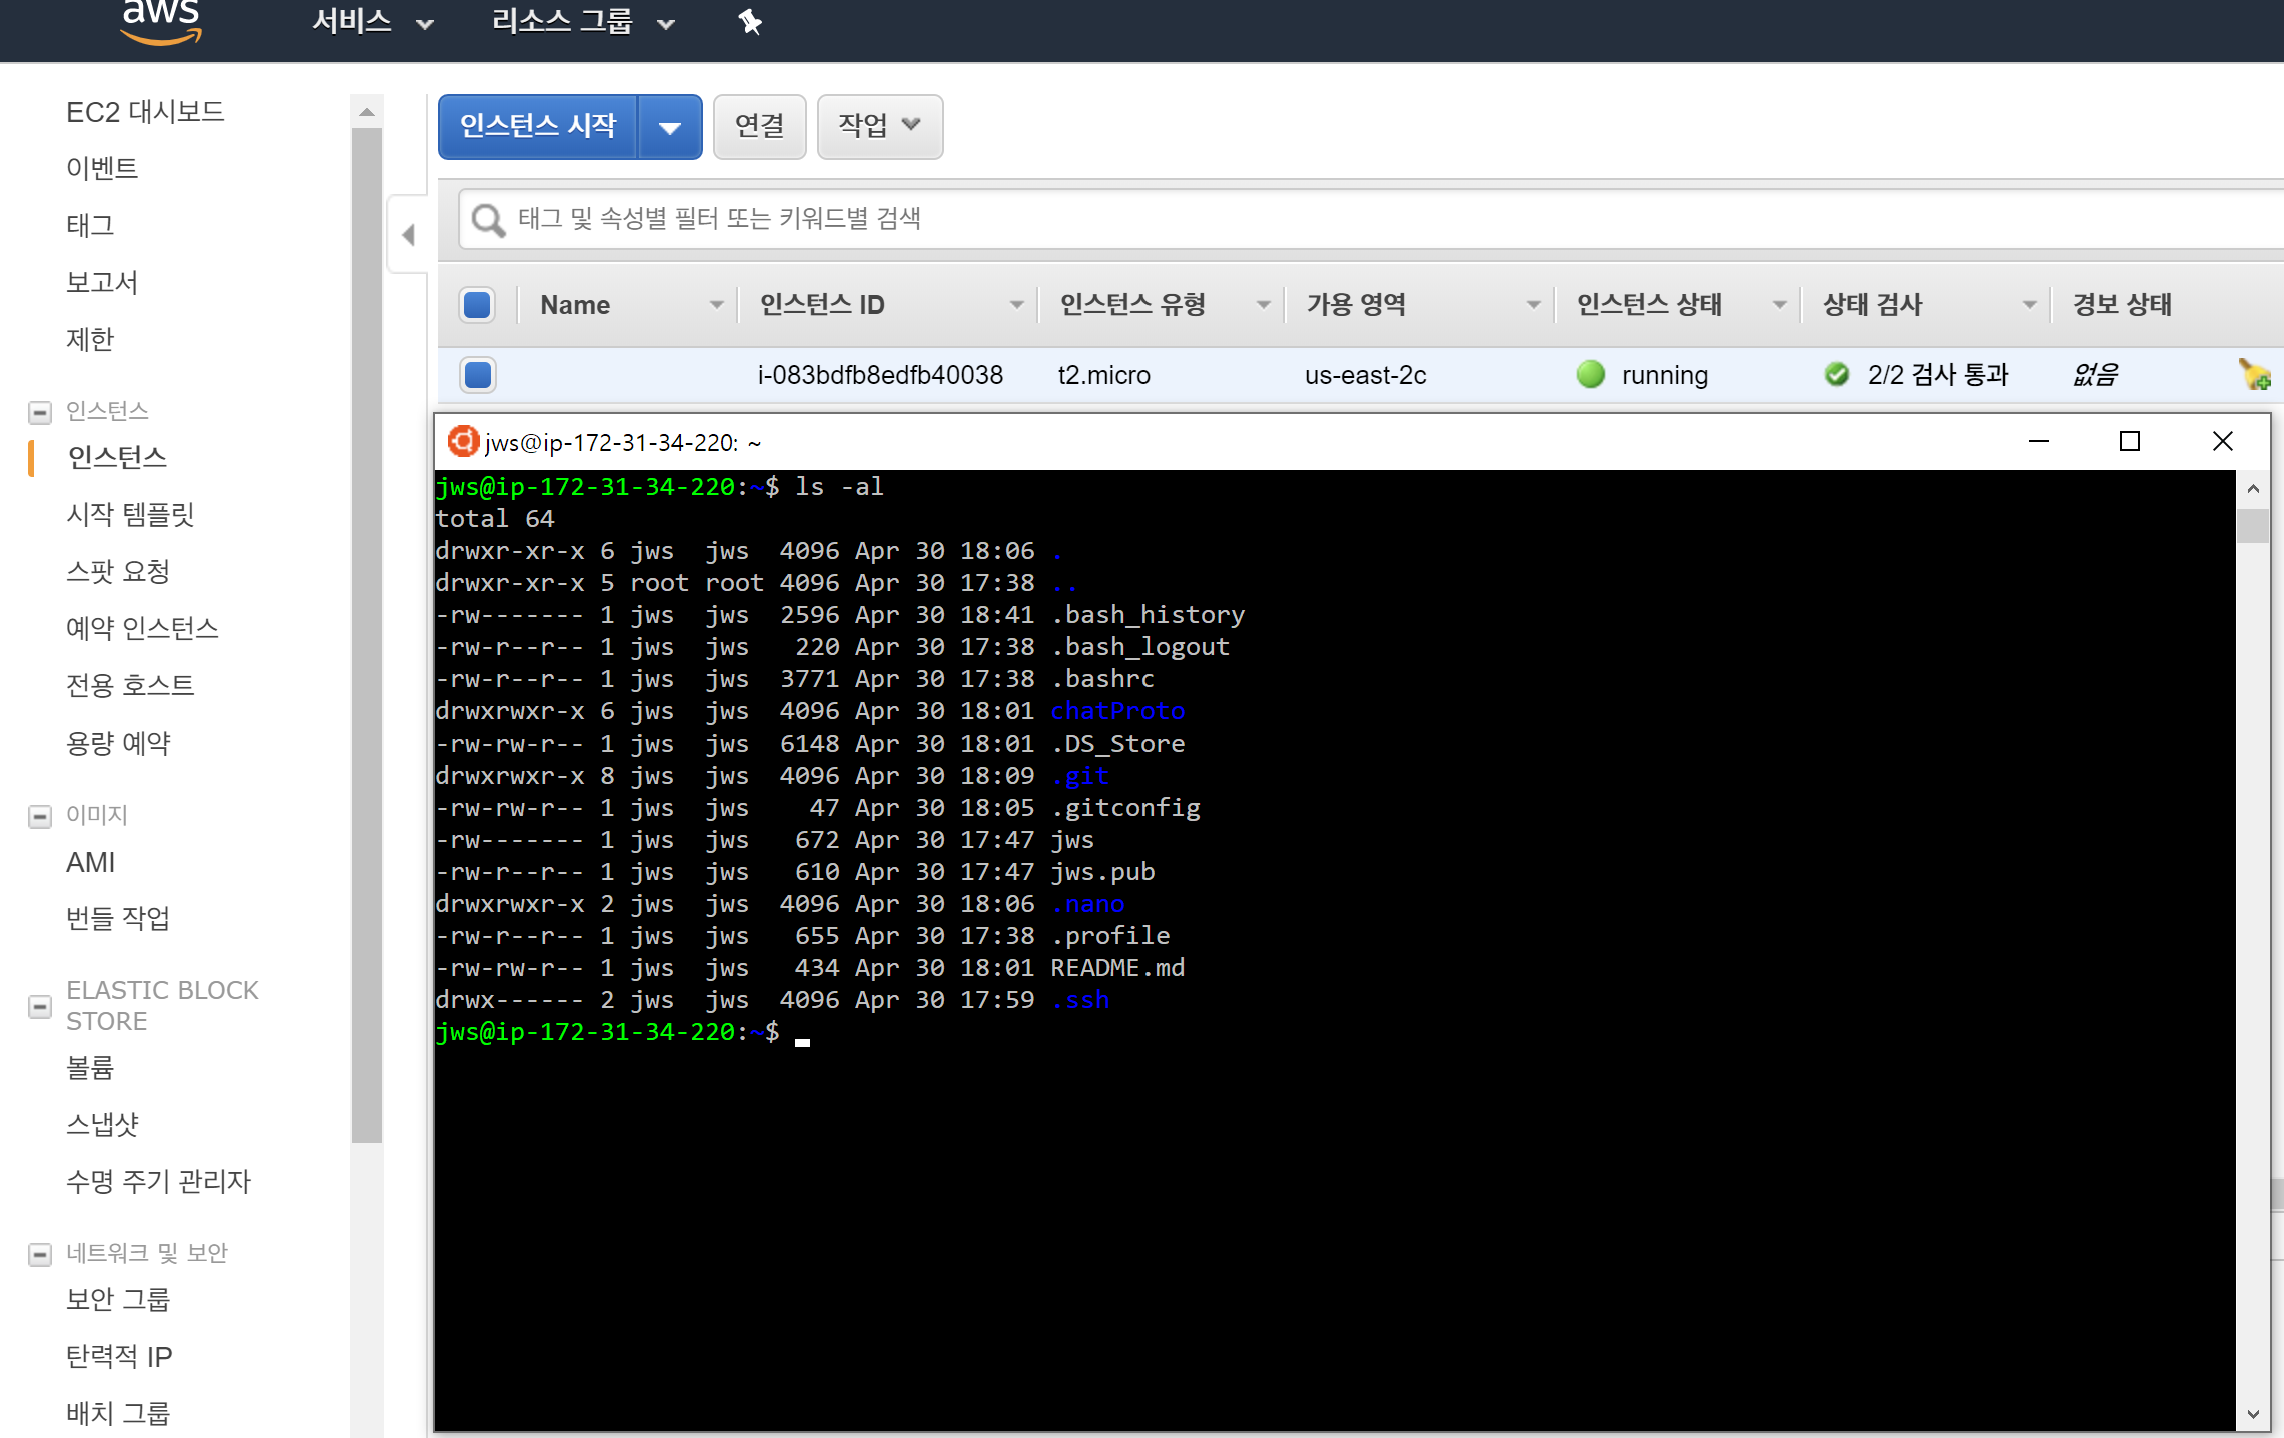 aws 서비스 리소스 그룹
EC2 대시보드
이벤트
태그
보고서
제한
인스턴스
인스턴스
시작 템플릿
스팟 요청
예약 인스턴스
전용 호스트
용량 예약
이미지
AMI
번들 작업
ELASTIC BLOCK
STORE
볼륨
스냅샷
수명 주기 관리자
네트워크 및 보안
보안 그룹
탄력적 IP
배치 그룹
인스턴스 시작 연결 작업
태그 및 속성별 필터 또는 키워드별 검색
Name 인스턴스 ID 인스턴스 유형 가용 영역 인스턴스 상태 상태 검사 경보 상태
i-083bdfb8edfb40038 t2.micro us-east-2c running 2/2 검사 통과 없음
jws@ip-172-31-34-220: ~
jws@ip-172-31-34-220:~$ ls -al
total 64
drwxr-xr-x 6 jws  jws  4096 Apr 30 18:06 .
drwxr-xr-x 5 root root 4096 Apr 30 17:38 ..
-rw------- 1 jws  jws  2596 Apr 30 18:41 .bash_history
-rw-r--r-- 1 jws  jws   220 Apr 30 17:38 .bash_logout
-rw-r--r-- 1 jws  jws  3771 Apr 30 17:38 .bashrc
drwxrwxr-x 6 jws  jws  4096 Apr 30 18:01 chatProto
-rw-rw-r-- 1 jws  jws  6148 Apr 30 18:01 .DS_Store
drwxrwxr-x 8 jws  jws  4096 Apr 30 18:09 .git
-rw-rw-r-- 1 jws  jws    47 Apr 30 18:05 .gitconfig
-rw------- 1 jws  jws   672 Apr 30 17:47 jws
-rw-r--r-- 1 jws  jws   610 Apr 30 17:47 jws.pub
drwxrwxr-x 2 jws  jws  4096 Apr 30 18:06 .nano
-rw-r--r-- 1 jws  jws   655 Apr 30 17:38 .profile
-rw-rw-r-- 1 jws  jws   434 Apr 30 18:01 README.md
drwx------ 2 jws  jws  4096 Apr 30 17:59 .ssh
jws@ip-172-31-34-220:~$